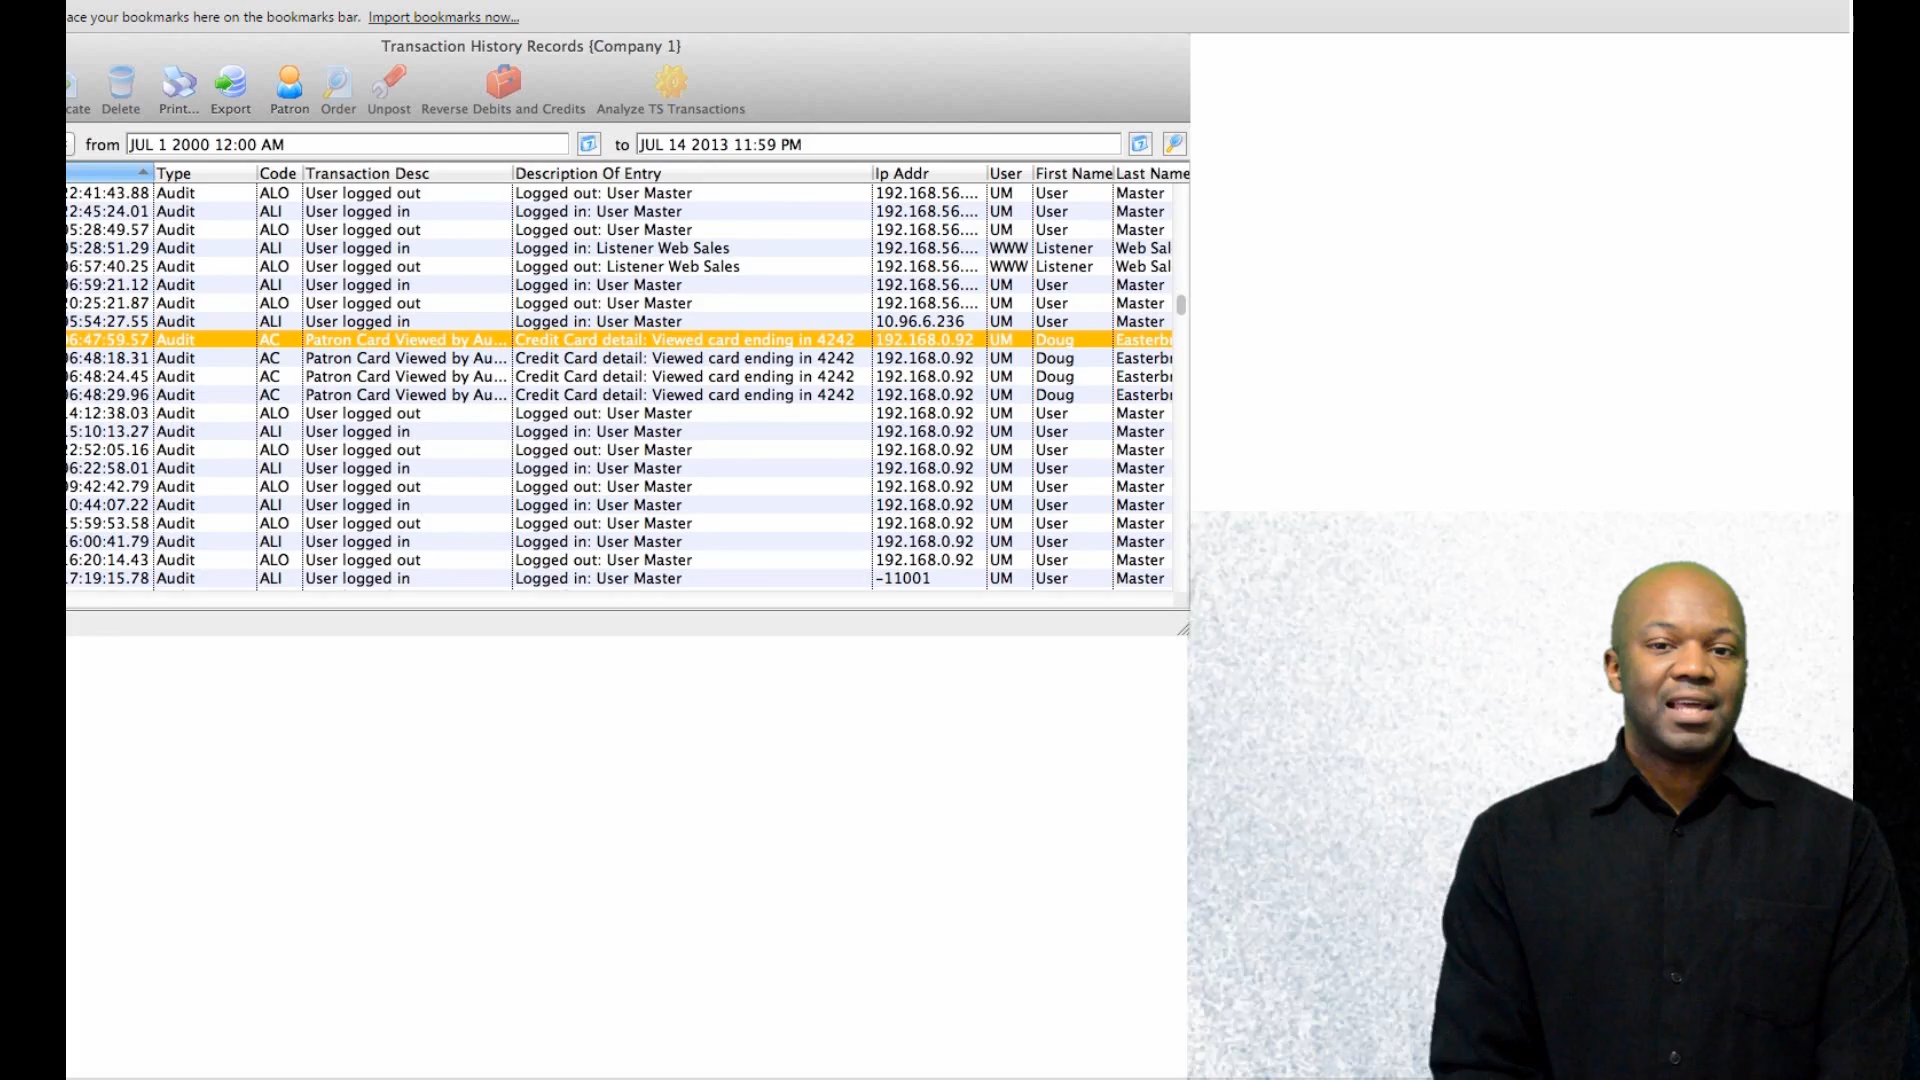 ace your bookmarks here on the bookmarks bar. Import bookmarks now...
Transaction History Records {Company 1}
cate Delete Print... Export Patron Order Unpost Reverse Debits and Credits Analyze TS Transactions
from JUL 1 2000 12:00 AM to JUL 14 2013 11:59 PM
Type Code Transaction Desc Description Of Entry Ip Addr User First Name Last Name
2:41:43.88 Audit ALO User logged out Logged out: User Master 192.168.56.... UM User Master
2:45:24.01 Audit ALI User logged in Logged in: User Master 192.168.56.... UM User Master
05:28:49.57 Audit ALO User logged out Logged out: User Master 192.168.56.... UM User Master
05:28:51.29 Audit ALI User logged in Logged in: Listener Web Sales 192.168.56.... WWW Listener Web Sal
06:57:40.25 Audit ALO User logged out Logged out: Listener Web Sales 192.168.56.... WWW Listener Web Sal
06:59:21.12 Audit ALI User logged in Logged in: User Master 192.168.56.... UM User Master
0:25:21.87 Audit ALO User logged out Logged out: User Master 192.168.56.... UM User Master
05:54:27.55 Audit ALI User logged in Logged in: User Master 10.96.6.236 UM User Master
06:47:59.57 Audit AC Patron Card Viewed by Au... Credit Card detail: Viewed card ending in 4242 192.168.0.92 UM Doug Easterb
06:48:18.31 Audit AC Patron Card Viewed by Au... Credit Card detail: Viewed card ending in 4242 192.168.0.92 UM Doug Easterb
06:48:24.45 Audit AC Patron Card Viewed by Au... Credit Card detail: Viewed card ending in 4242 192.168.0.92 UM Doug Easterb
06:48:29.96 Audit AC Patron Card Viewed by Au... Credit Card detail: Viewed card ending in 4242 192.168.0.92 UM Doug Easterb
4:12:38.03 Audit ALO User logged out Logged out: User Master 192.168.0.92 UM User Master
5:10:13.27 Audit ALI User logged in Logged in: User Master 192.168.0.92 UM User Master
2:52:05.16 Audit ALO User logged out Logged out: User Master 192.168.0.92 UM User Master
06:22:58.01 Audit ALI User logged in Logged in: User Master 192.168.0.92 UM User Master
09:42:42.79 Audit ALO User logged out Logged out: User Master 192.168.0.92 UM User Master
0:44:07.22 Audit ALI User logged in Logged in: User Master 192.168.0.92 UM User Master
5:59:53.58 Audit ALO User logged out Logged out: User Master 192.168.0.92 UM User Master
6:00:41.79 Audit ALI User logged in Logged in: User Master 192.168.0.92 UM User Master
6:20:14.43 Audit ALO User logged out Logged out: User Master 192.168.0.92 UM User Master
7:19:15.78 Audit ALI User logged in Logged in: User Master -11001 UM User Master